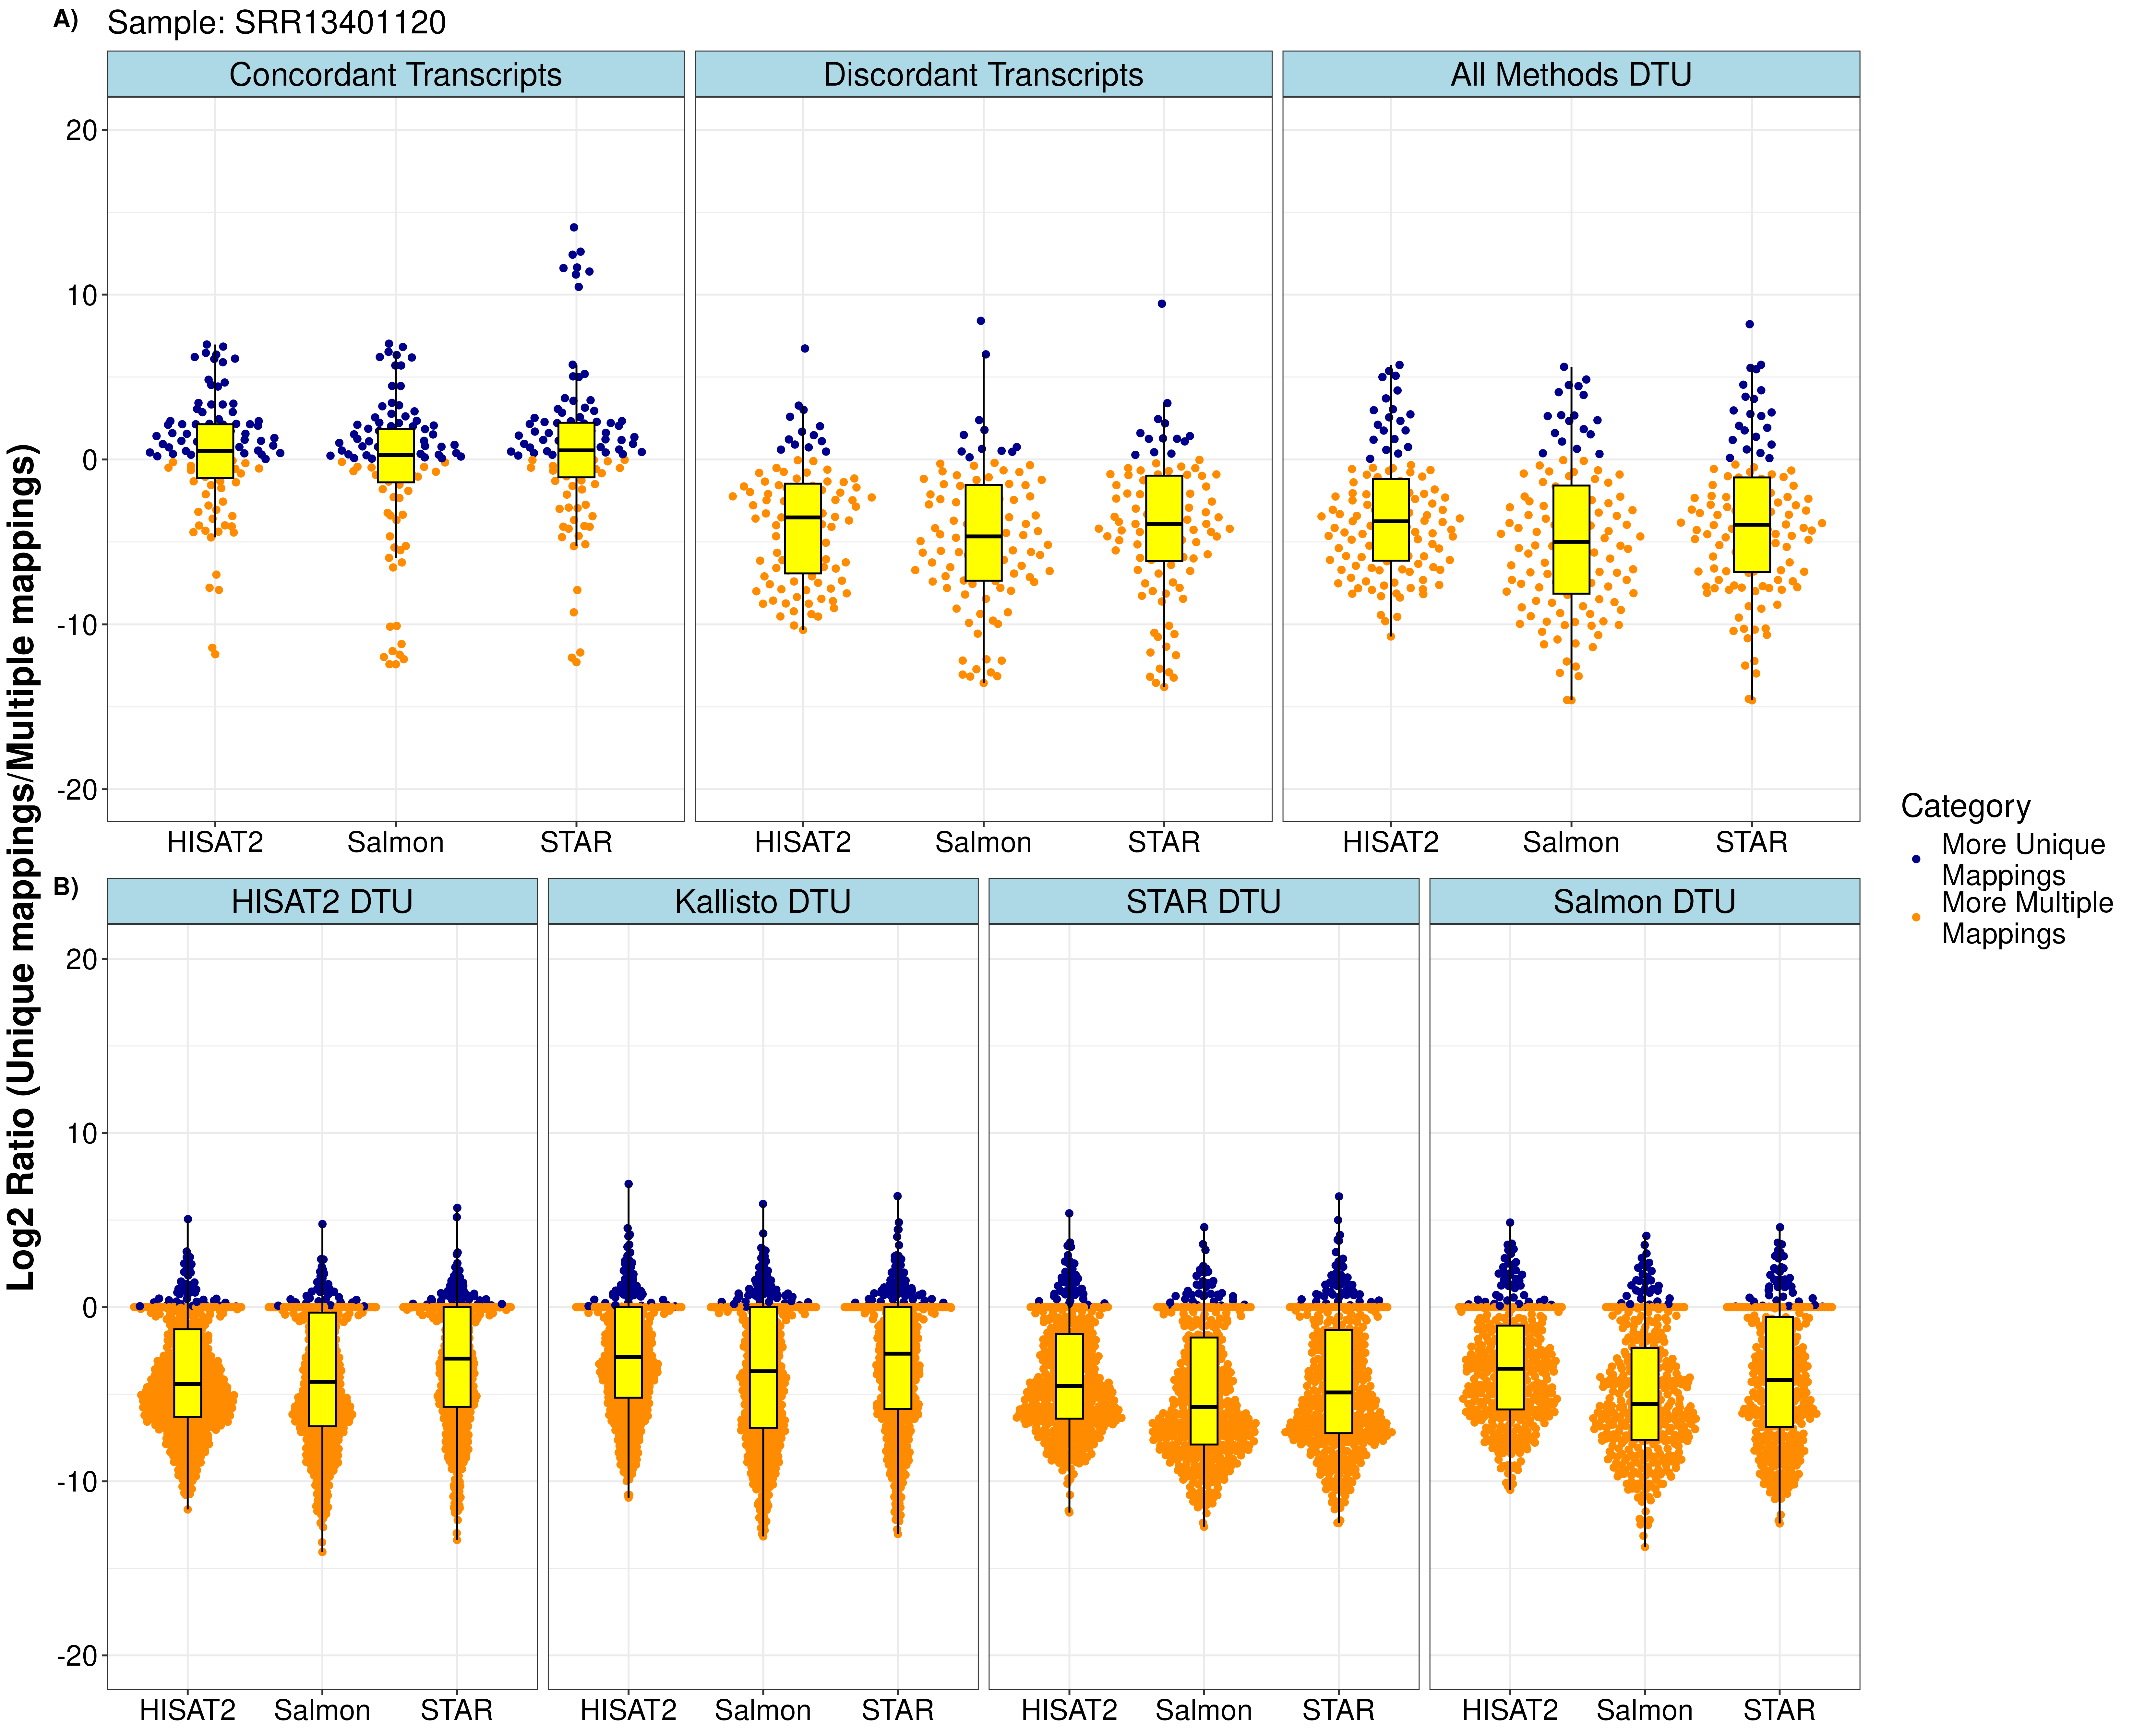 A)
Sample: SRR13401120
Concordant Transcripts
Discordant Transcripts
All Methods DTU
20
10
0
-10
-20
HISAT2
Salmon
STAR
HISAT2
Salmon
STAR
HISAT2
Salmon
STAR
Log2 Ratio (Unique mappings/Multiple mappings)
B)
HISAT2 DTU
Kallisto DTU
STAR DTU
Salmon DTU
20
10
0
-10
-20
HISAT2
Salmon
STAR
HISAT2
Salmon
STAR
HISAT2
Salmon
STAR
HISAT2
Salmon
STAR
Category
More Unique
Mappings
More Multiple
Mappings